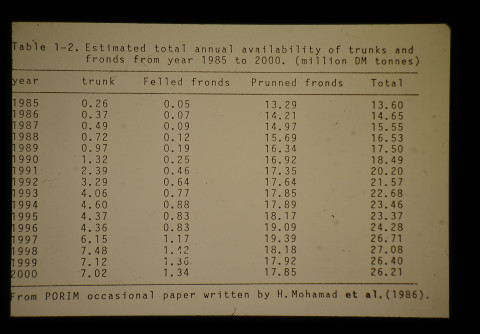 Table 1-2. Estimated total annual availability of trunks and
fronds from year 1985 to 2000. (million DM tonnes)
year trunk Felled fronds Prunned fronds Total
1985 0.26 0.05 13.29 13.60
1986 0.37 0.07 14.21 14.65
1987 0.49 0.09 14.97 15.55
1988 0.72 0.12 15.69 16.53
1989 0.97 0.19 16.34 17.50
1990 1.32 0.25 16.92 18.49
1991 2.39 0.46 17.35 20.20
1992 3.29 0.64 17.64 21.57
1993 4.06 0.77 17.85 22.68
1994 4.60 0.88 17.89 23.46
1995 4.37 0.83 18.17 23.37
1996 4.36 0.83 19.09 24.28
1997 6.15 1.17 19.39 26.71
1998 7.48 1.42 18.18 27.08
1999 7.12 1.36 17.92 26.40
2000 7.02 1.34 17.85 26.21
From PORIM occasional paper written by H.Mohamad et al.(1986).